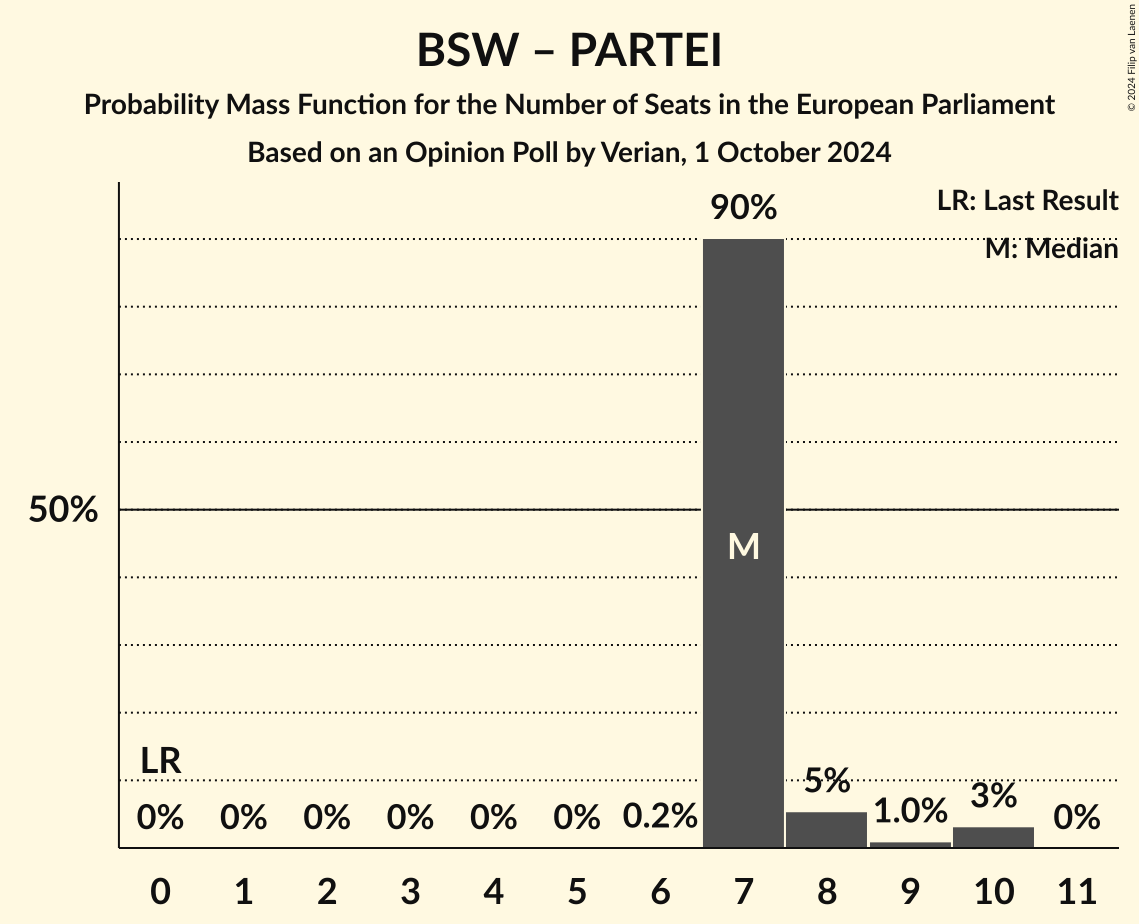 BSW – PARTEI
Probability Mass Function for the Number of Seats in the European Parliament
Based on an Opinion Poll by Verian, 1 October 2024
© 2024 Filip van Laenen
LR: Last Result
M: Median
90%
50%
M
LR
0% 0% 0% 0% 0% 0% 0.2% 5% 1.0% 3% 0%
0 1 2 3 4 5 6 7 8 9 10 11